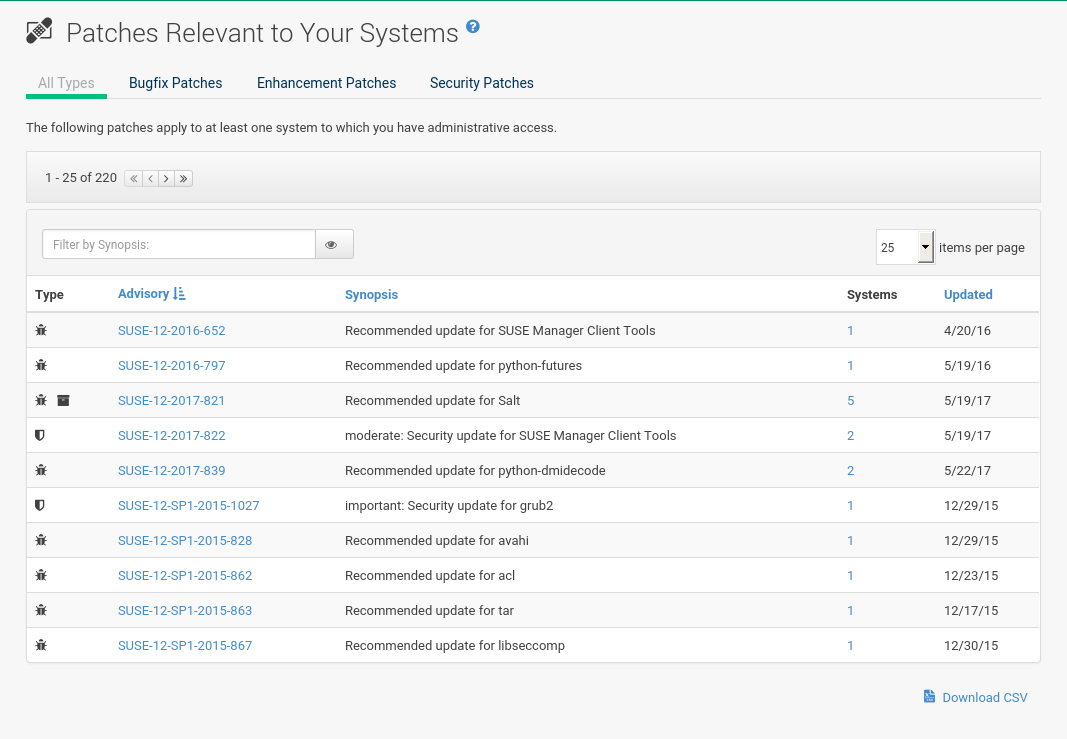 Patches Relevant to Your Systems ?
All Types Bugfix Patches Enhancement Patches Security Patches
The following patches apply to at least one system to which you have administrative access.
1 - 25 of 220 « ‹ › »
Filter by Synopsis: 25 items per page
Type Advisory Synopsis Systems Updated
SUSE-12-2016-652 Recommended update for SUSE Manager Client Tools 1 4/20/16
SUSE-12-2016-797 Recommended update for python-futures 1 5/19/16
SUSE-12-2017-821 Recommended update for Salt 5 5/19/17
SUSE-12-2017-822 moderate: Security update for SUSE Manager Client Tools 2 5/19/17
SUSE-12-2017-839 Recommended update for python-dmidecode 2 5/22/17
SUSE-12-SP1-2015-1027 important: Security update for grub2 1 12/29/15
SUSE-12-SP1-2015-828 Recommended update for avahi 1 12/29/15
SUSE-12-SP1-2015-862 Recommended update for acl 1 12/23/15
SUSE-12-SP1-2015-863 Recommended update for tar 1 12/17/15
SUSE-12-SP1-2015-867 Recommended update for libseccomp 1 12/30/15
Download CSV